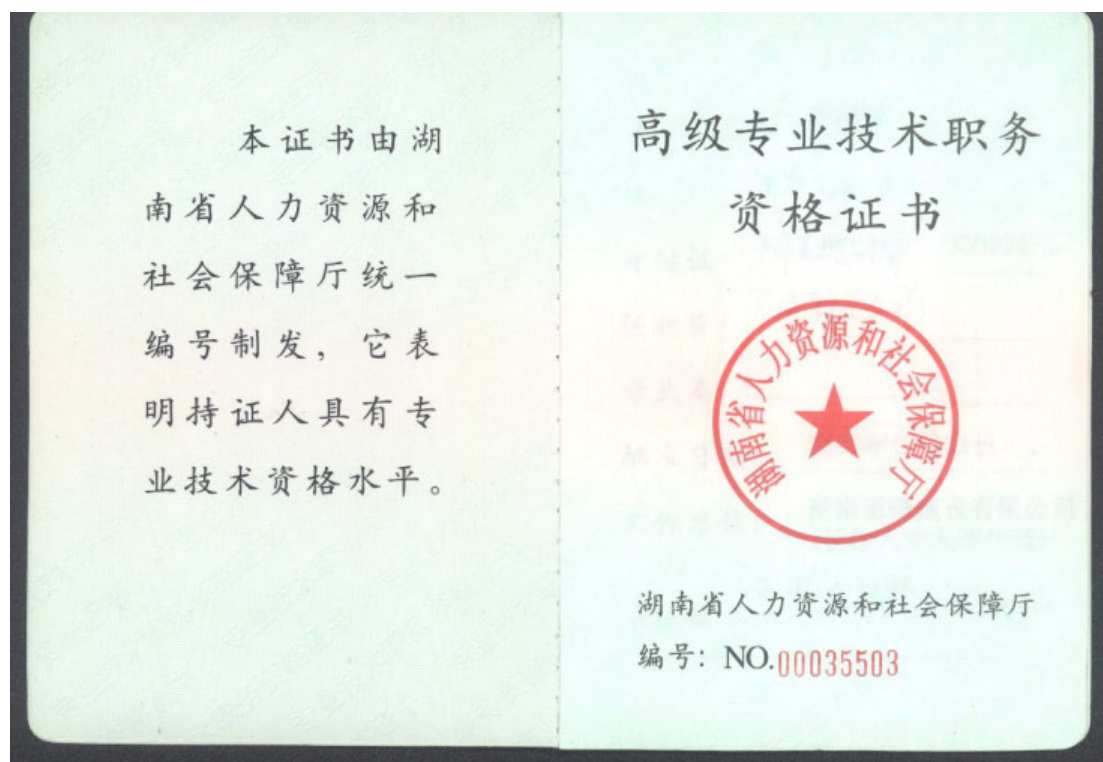 本证书由湖
南省人力资源和
社会保障厅统一
编号制发，它表
明持证人具有专
业技术资格水平。
高级专业技术职务
资格证书
湖南省人力资源和社会保障厅
湖南省人力资源和社会保障厅
编号：NO.00035503